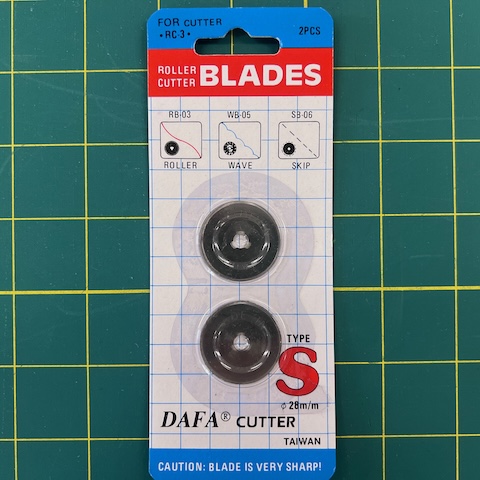 FOR CUTTER
•RC-3•
2PCS
ROLLER
CUTTER
BLADES
RB-03 WB-05 SB-06
ROLLER WAVE SKIP
TYPE
S
φ28m/m
DAFA® CUTTER
TAIWAN
CAUTION: BLADE IS VERY SHARP!